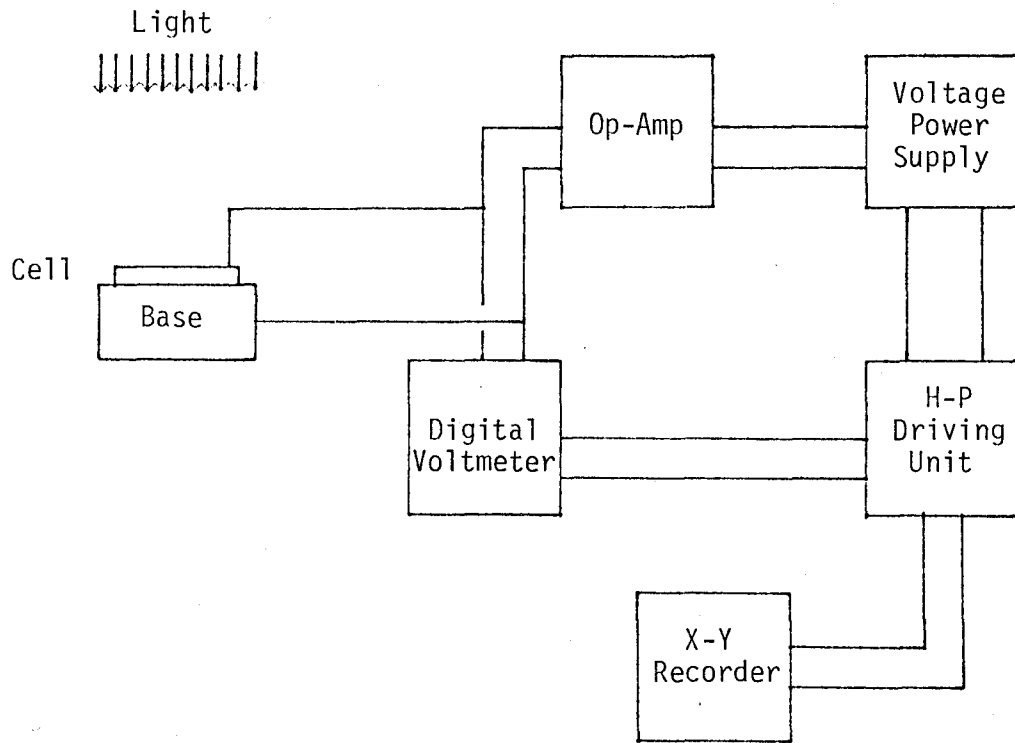 Light
Op-Amp
Voltage
Power
Supply
Cell
Base
Digital
Voltmeter
H-P
Driving
Unit
X-Y
Recorder